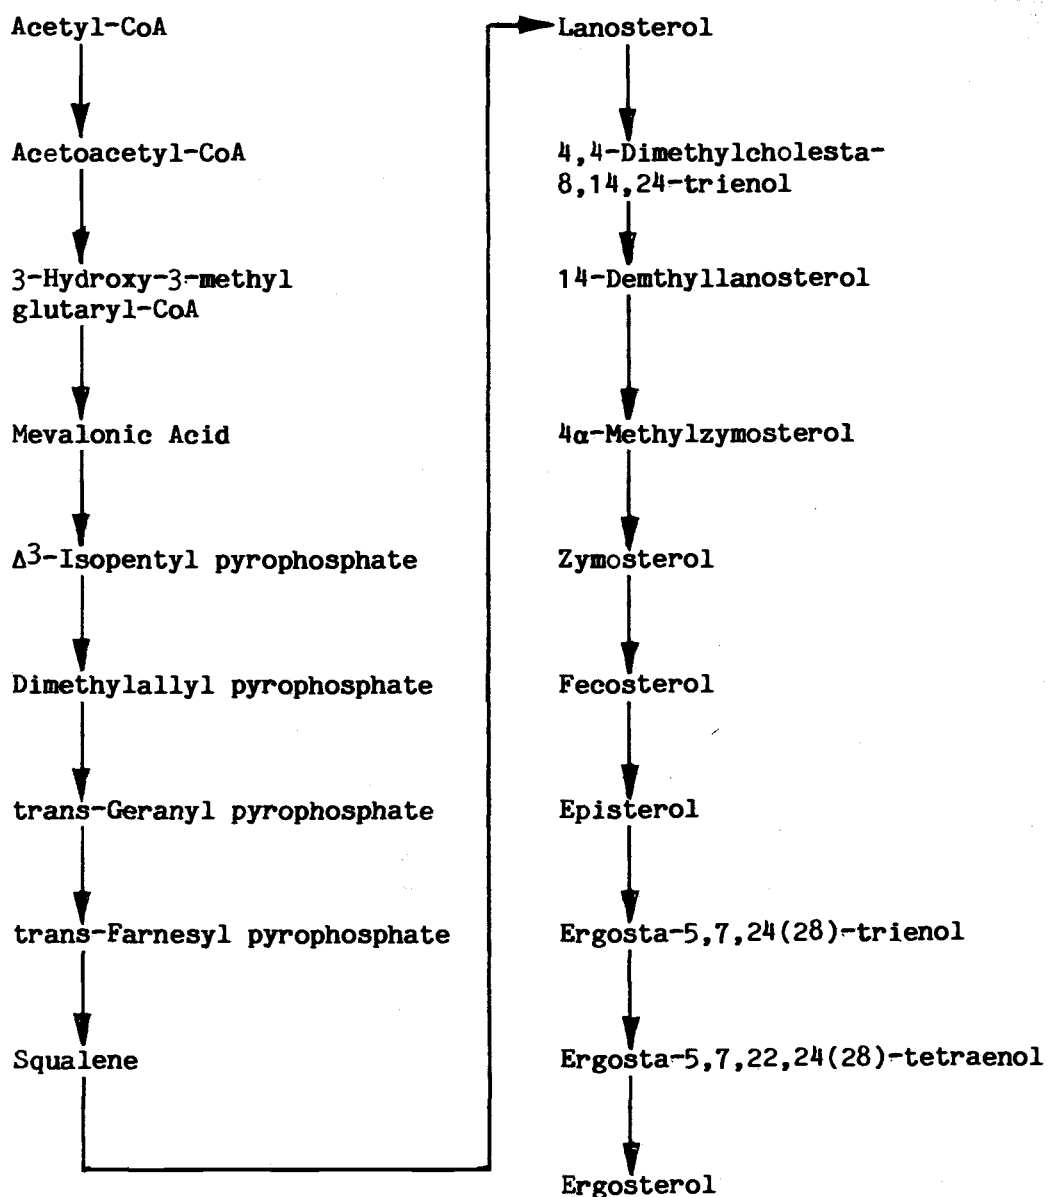 Acetyl-CoA
Acetoacetyl-CoA
3-Hydroxy-3-methyl
glutaryl-CoA
Mevalonic Acid
Δ3-Isopentyl pyrophosphate
Dimethylallyl pyrophosphate
trans-Geranyl pyrophosphate
trans-Farnesyl pyrophosphate
Squalene
Lanosterol
4,4-Dimethylcholesta-
8,14,24-trienol
14-Demthyllanosterol
4α-Methylzymosterol
Zymosterol
Fecosterol
Episterol
Ergosta-5,7,24(28)-trienol
Ergosta-5,7,22,24(28)-tetraenol
Ergosterol